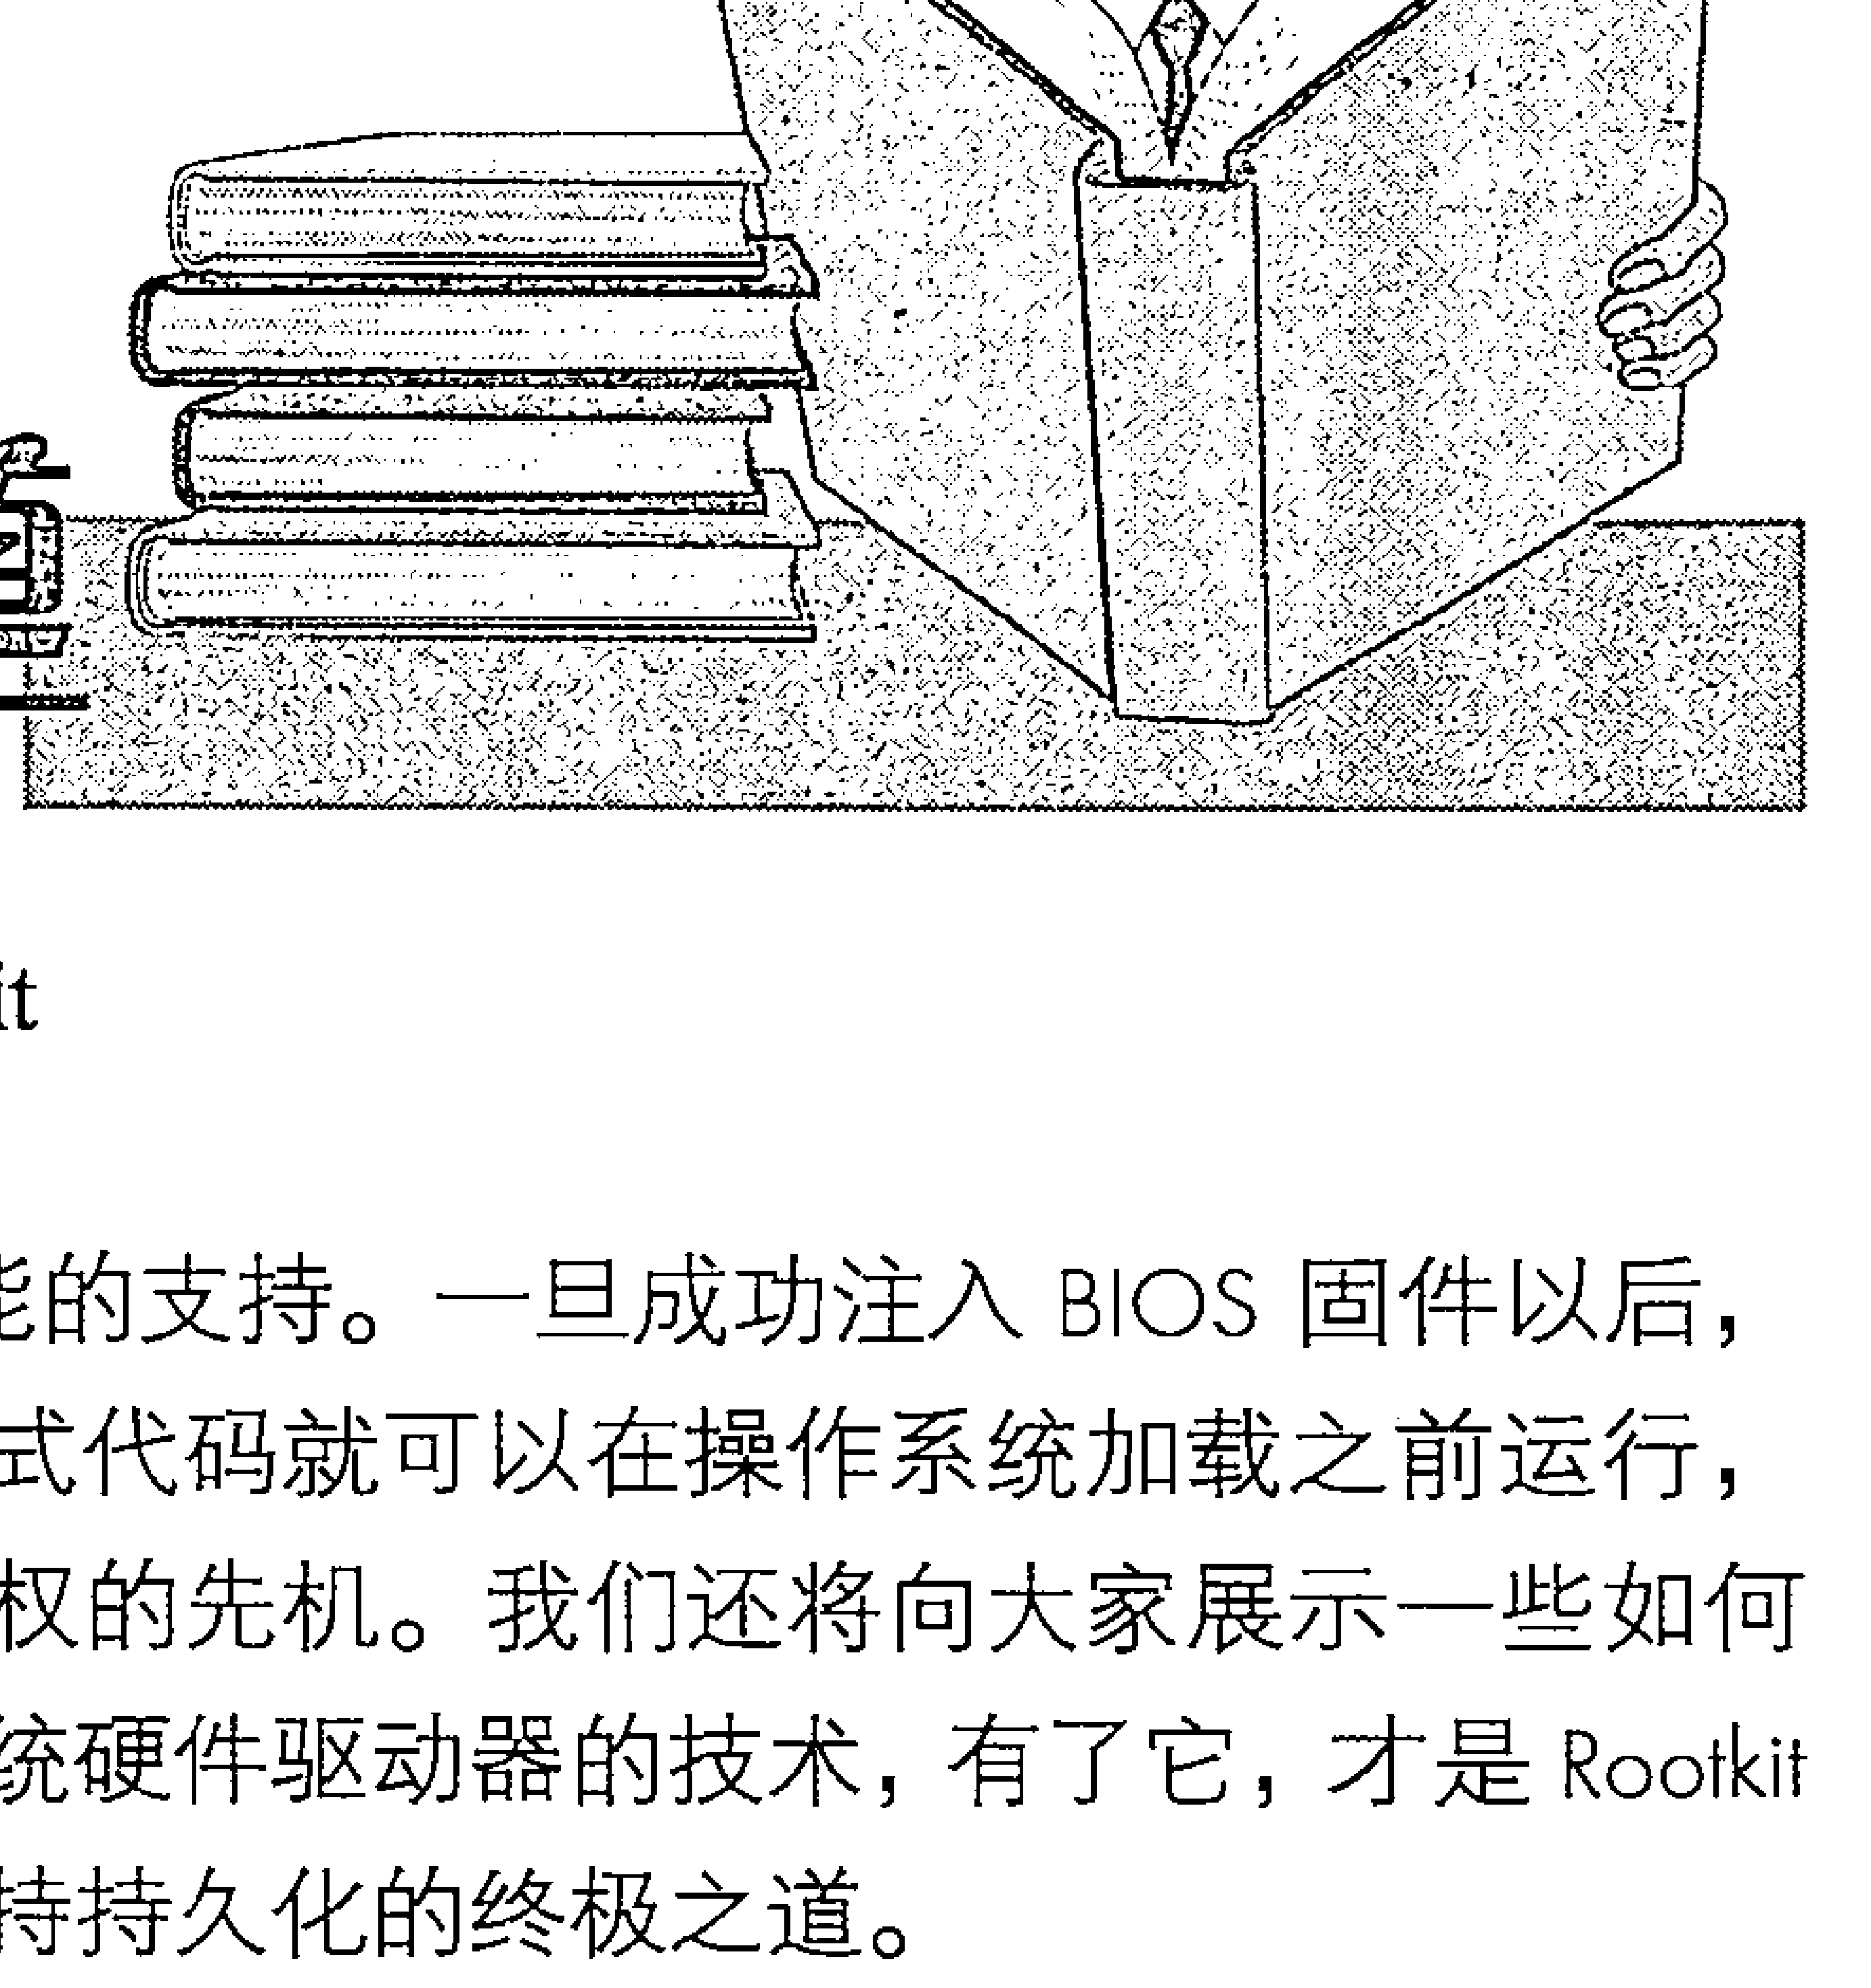 it
能的支持。一旦成功注入 BIOS 固件以后，
式代码就可以在操作系统加载之前运行，
权的先机。我们还将向大家展示一些如何
统硬件驱动器的技术，有了它，才是 Rootkit
持持久化的终极之道。